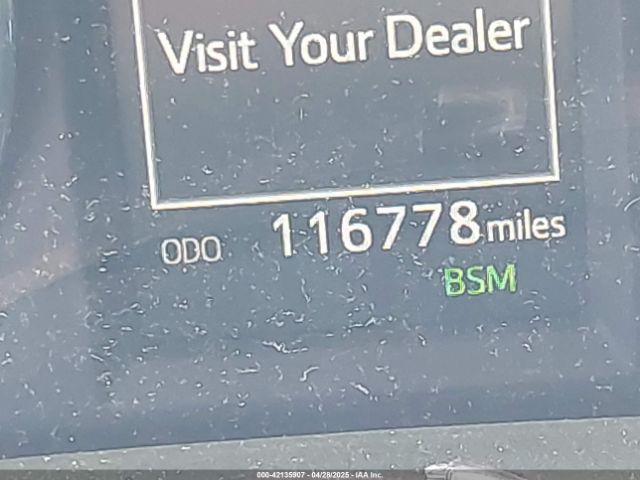 Visit Your Dealer
ODO 116778 miles
BSM
000-42135907 - 04/28/2025 - IAA Inc.